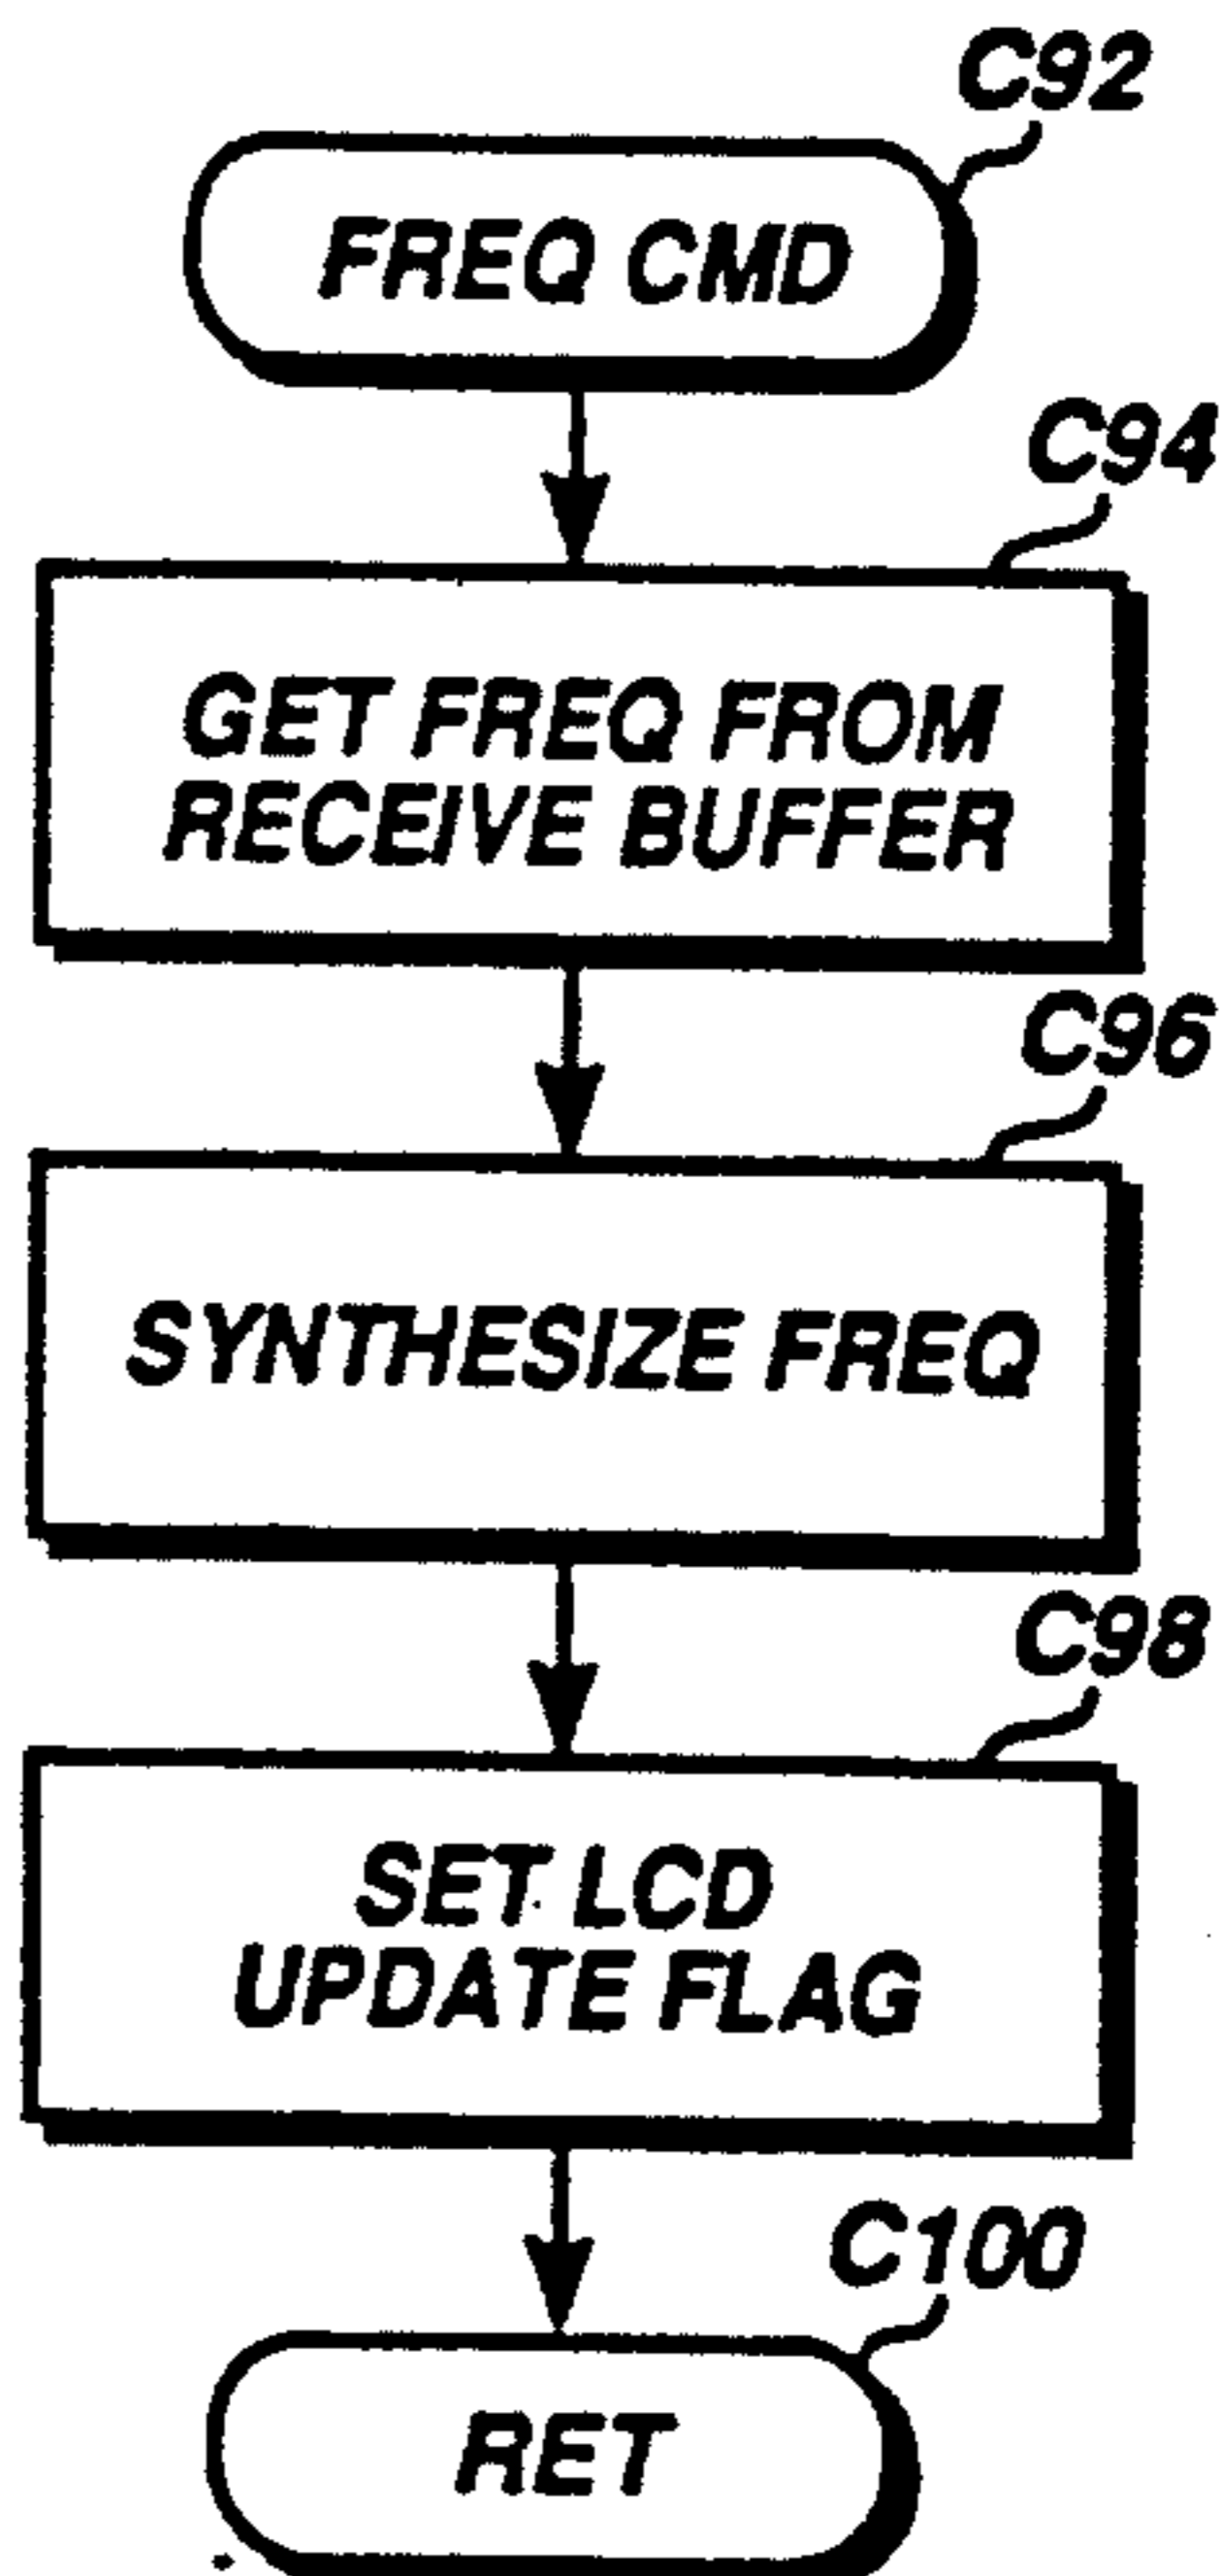 C92
FREQ CMD
C94
GET FREQ FROM
RECEIVE BUFFER
C96
SYNTHESIZE FREQ
C98
SET LCD
UPDATE FLAG
C100
RET